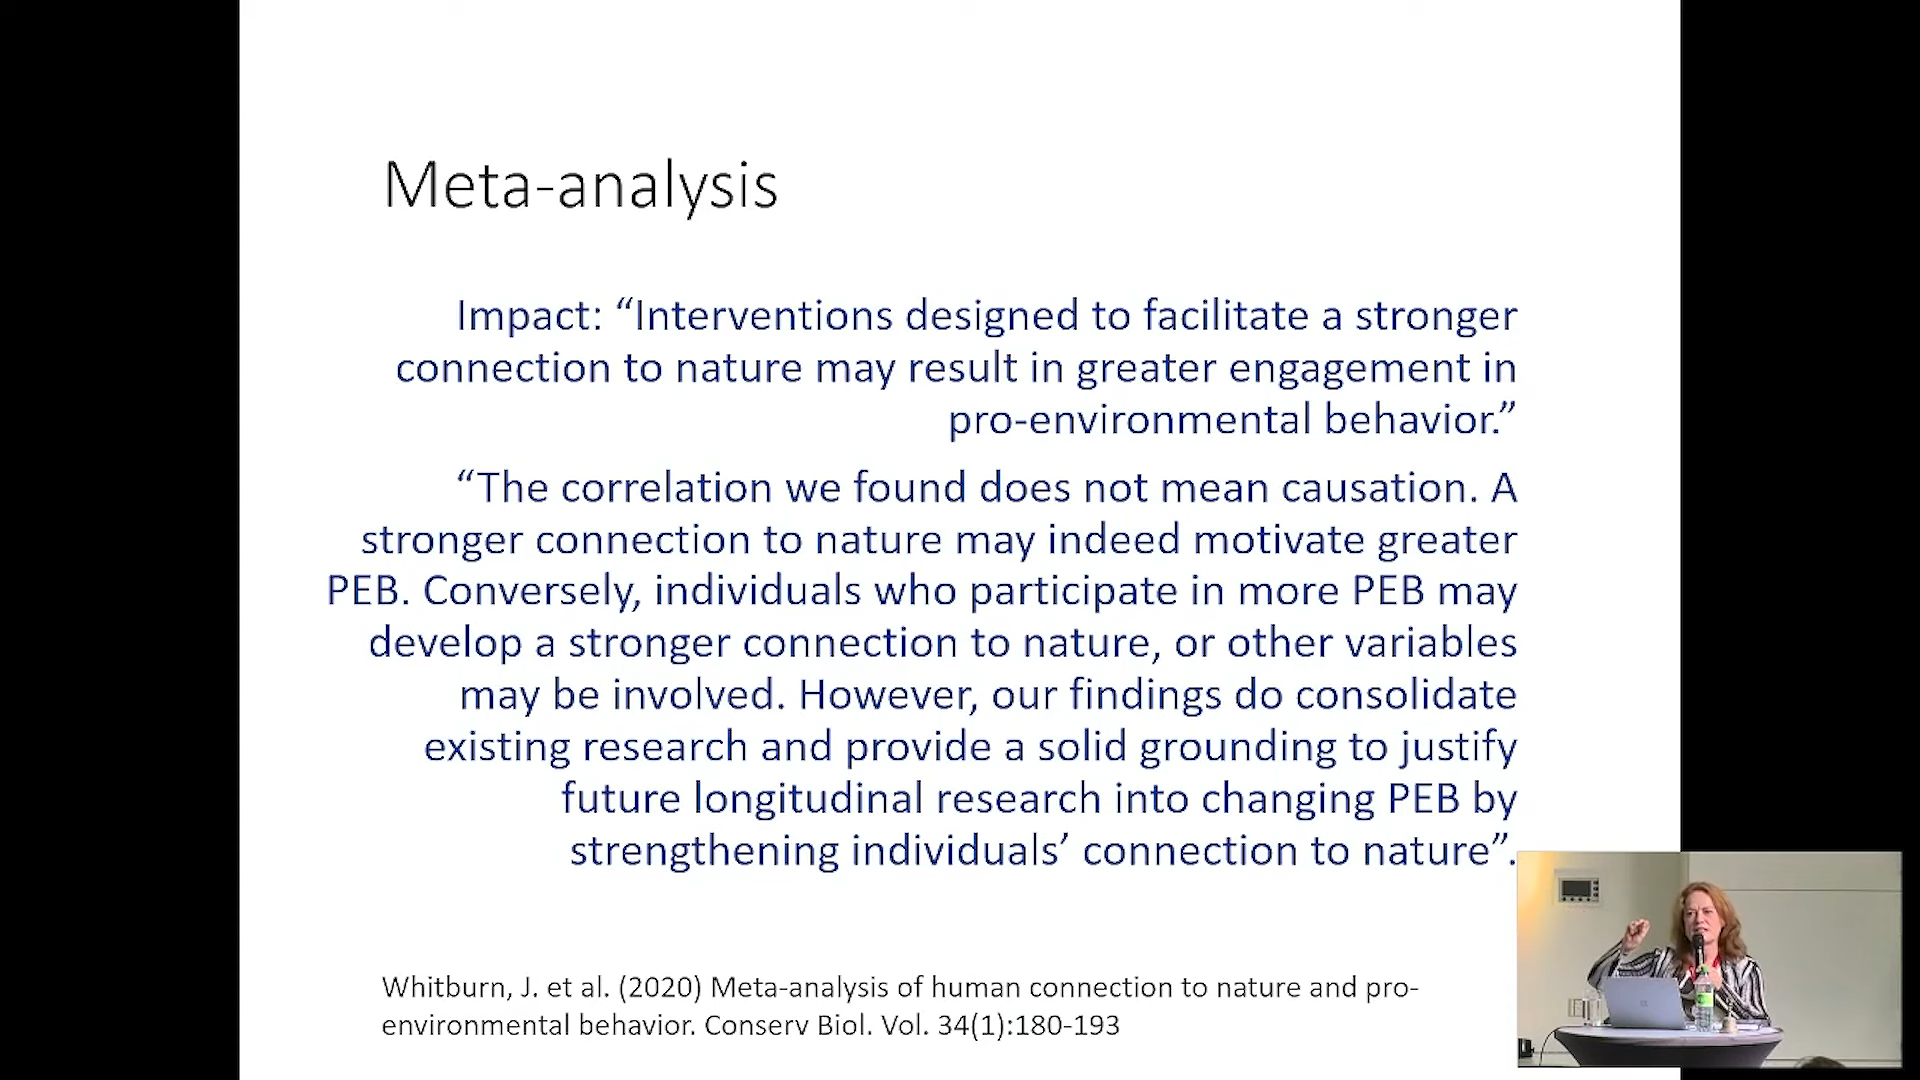 Meta-analysis
Impact: “Interventions designed to facilitate a stronger
connection to nature may result in greater engagement in
pro-environmental behavior.”
“The correlation we found does not mean causation. A
stronger connection to nature may indeed motivate greater
PEB. Conversely, individuals who participate in more PEB may
develop a stronger connection to nature, or other variables
may be involved. However, our findings do consolidate
existing research and provide a solid grounding to justify
future longitudinal research into changing PEB by
strengthening individuals’ connection to nature”.
Whitburn, J. et al. (2020) Meta-analysis of human connection to nature and pro-
environmental behavior. Conserv Biol. Vol. 34(1):180-193